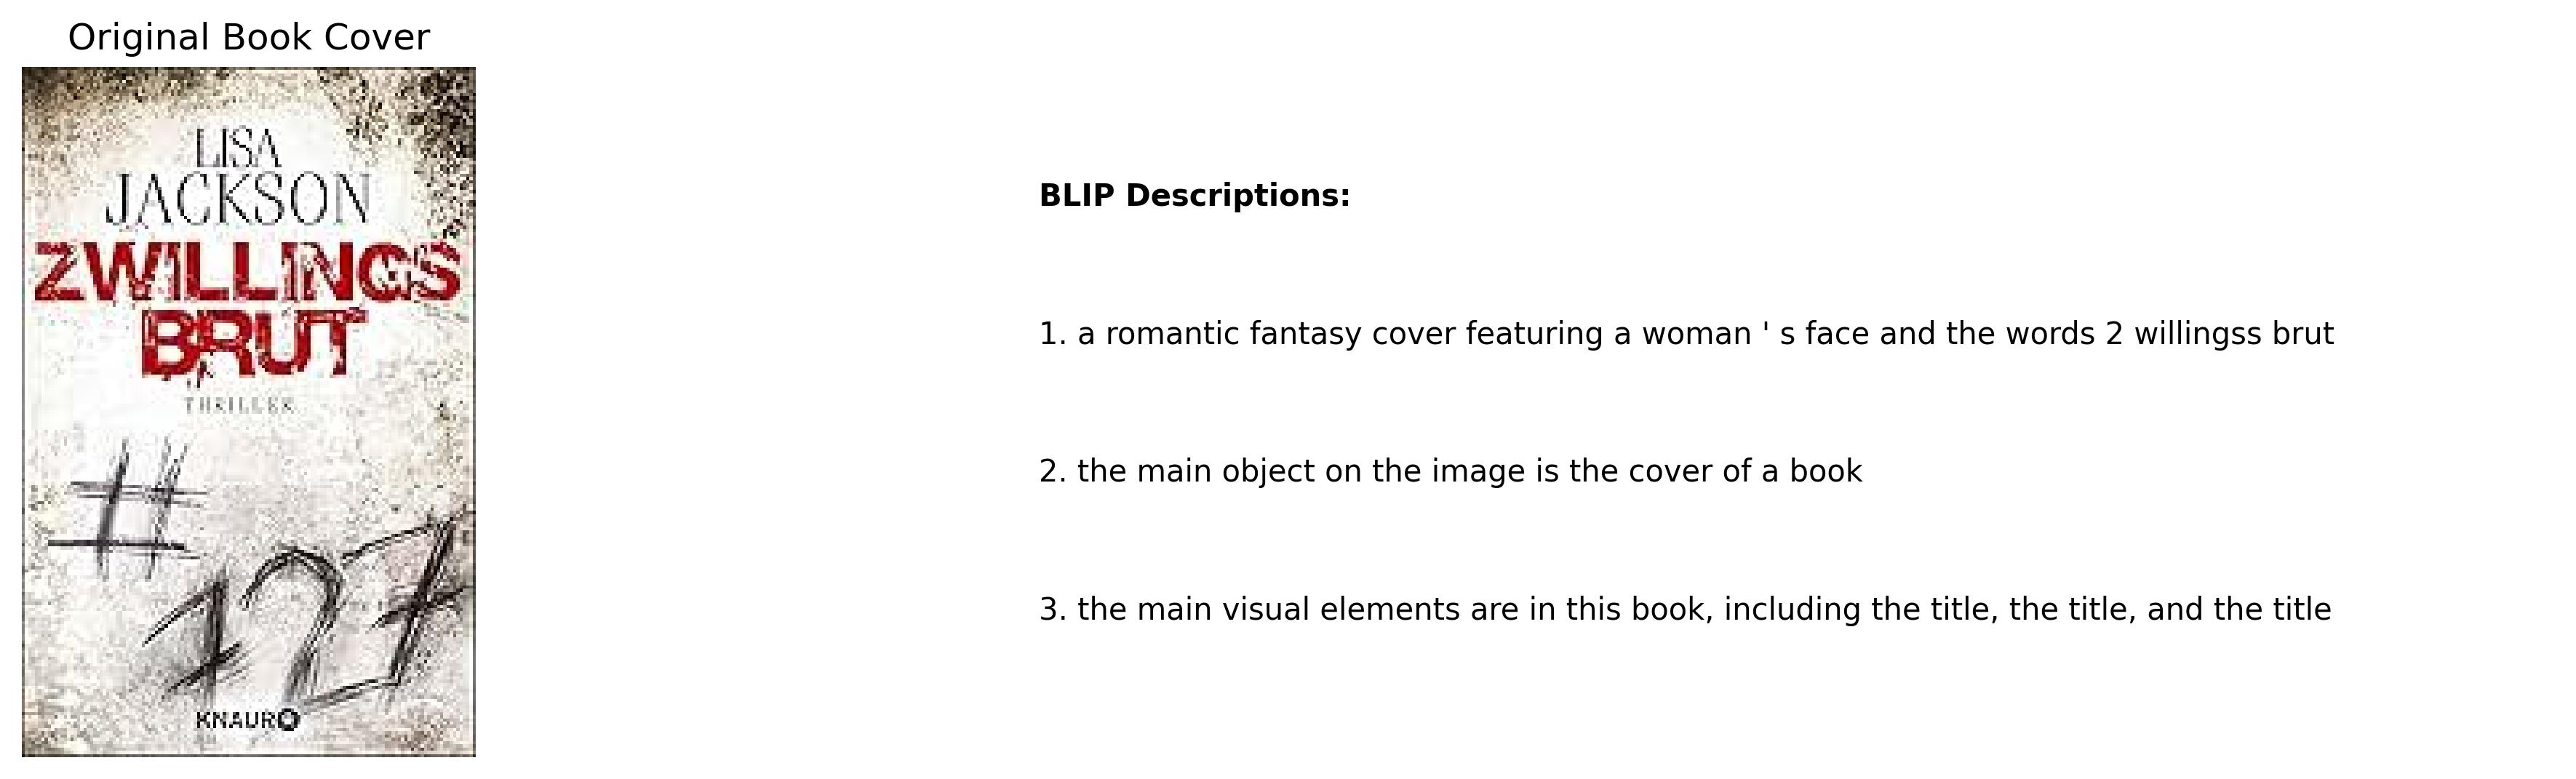 Original Book Cover
LISA
JACKSON
ZWILLINGS
BRUT
THRILLER
#
127
KNAUR
BLIP Descriptions:
1. a romantic fantasy cover featuring a woman ' s face and the words 2 willingss brut
2. the main object on the image is the cover of a book
3. the main visual elements are in this book, including the title, the title, and the title